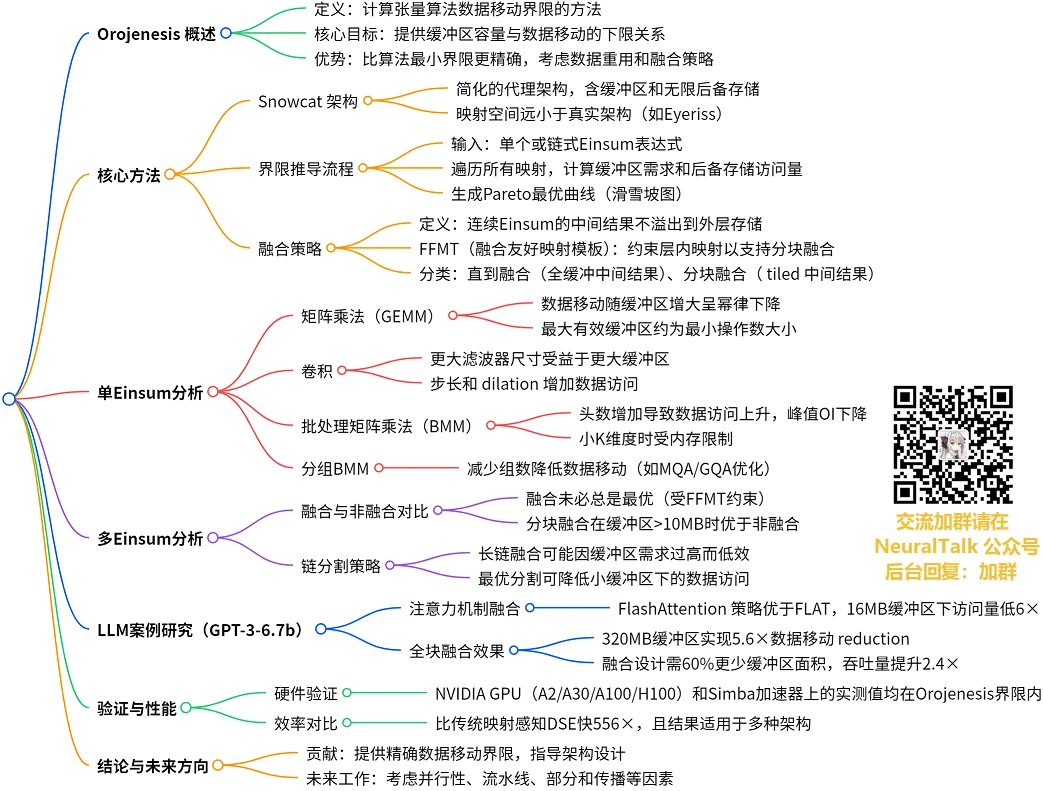 Orojenesis 概述
定义：计算张量算法数据移动界限的方法
核心目标：提供缓冲区容量与数据移动的下限关系
优势：比算法最小界限更精确，考虑数据重用和融合策略
核心方法
Snowcat 架构
简化的代理架构，含缓冲区和无限后备存储
映射空间远小于真实架构（如Eyeriss）
界限推导流程
输入：单个或链式Einsum表达式
遍历所有映射，计算缓冲区需求和后备存储访问量
生成Pareto最优曲线（滑雪坡图）
融合策略
定义：连续Einsum的中间结果不溢出到外层存储
FFMT（融合友好映射模板）：约束层内映射以支持分块融合
分类：直到融合（全缓冲中间结果）、分块融合（ tiled 中间结果）
单Einsum分析
矩阵乘法（GEMM）
数据移动随缓冲区增大呈幂律下降
最大有效缓冲区约为最小操作数大小
卷积
更大滤波器尺寸受益于更大缓冲区
步长和 dilation 增加数据访问
批处理矩阵乘法（BMM）
头数增加导致数据访问上升，峰值OI下降
小K维度时受内存限制
分组BMM
减少组数降低数据移动（如MQA/GQA优化）
多Einsum分析
融合与非融合对比
融合未必总是最优（受FFMT约束）
分块融合在缓冲区>10MB时优于非融合
链分割策略
长链融合可能因缓冲区需求过高而低效
最优分割可降低小缓冲区下的数据访问
LLM案例研究（GPT-3-6.7b）
注意力机制融合
FlashAttention 策略优于FLAT，16MB缓冲区下访问量低6×
全块融合效果
320MB缓冲区实现5.6×数据移动 reduction
融合设计需60%更少缓冲区面积，吞吐量提升2.4×
验证与性能
硬件验证
NVIDIA GPU（A2/A30/A100/H100）和Simba加速器上的实测值均在Orojenesis界限内
效率对比
比传统映射感知DSE快556×，且结果适用于多种架构
结论与未来方向
贡献：提供精确数据移动界限，指导架构设计
未来工作：考虑并行性、流水线、部分和传播等因素
交流加群请在
NeuralTalk 公众号
后台回复：加群